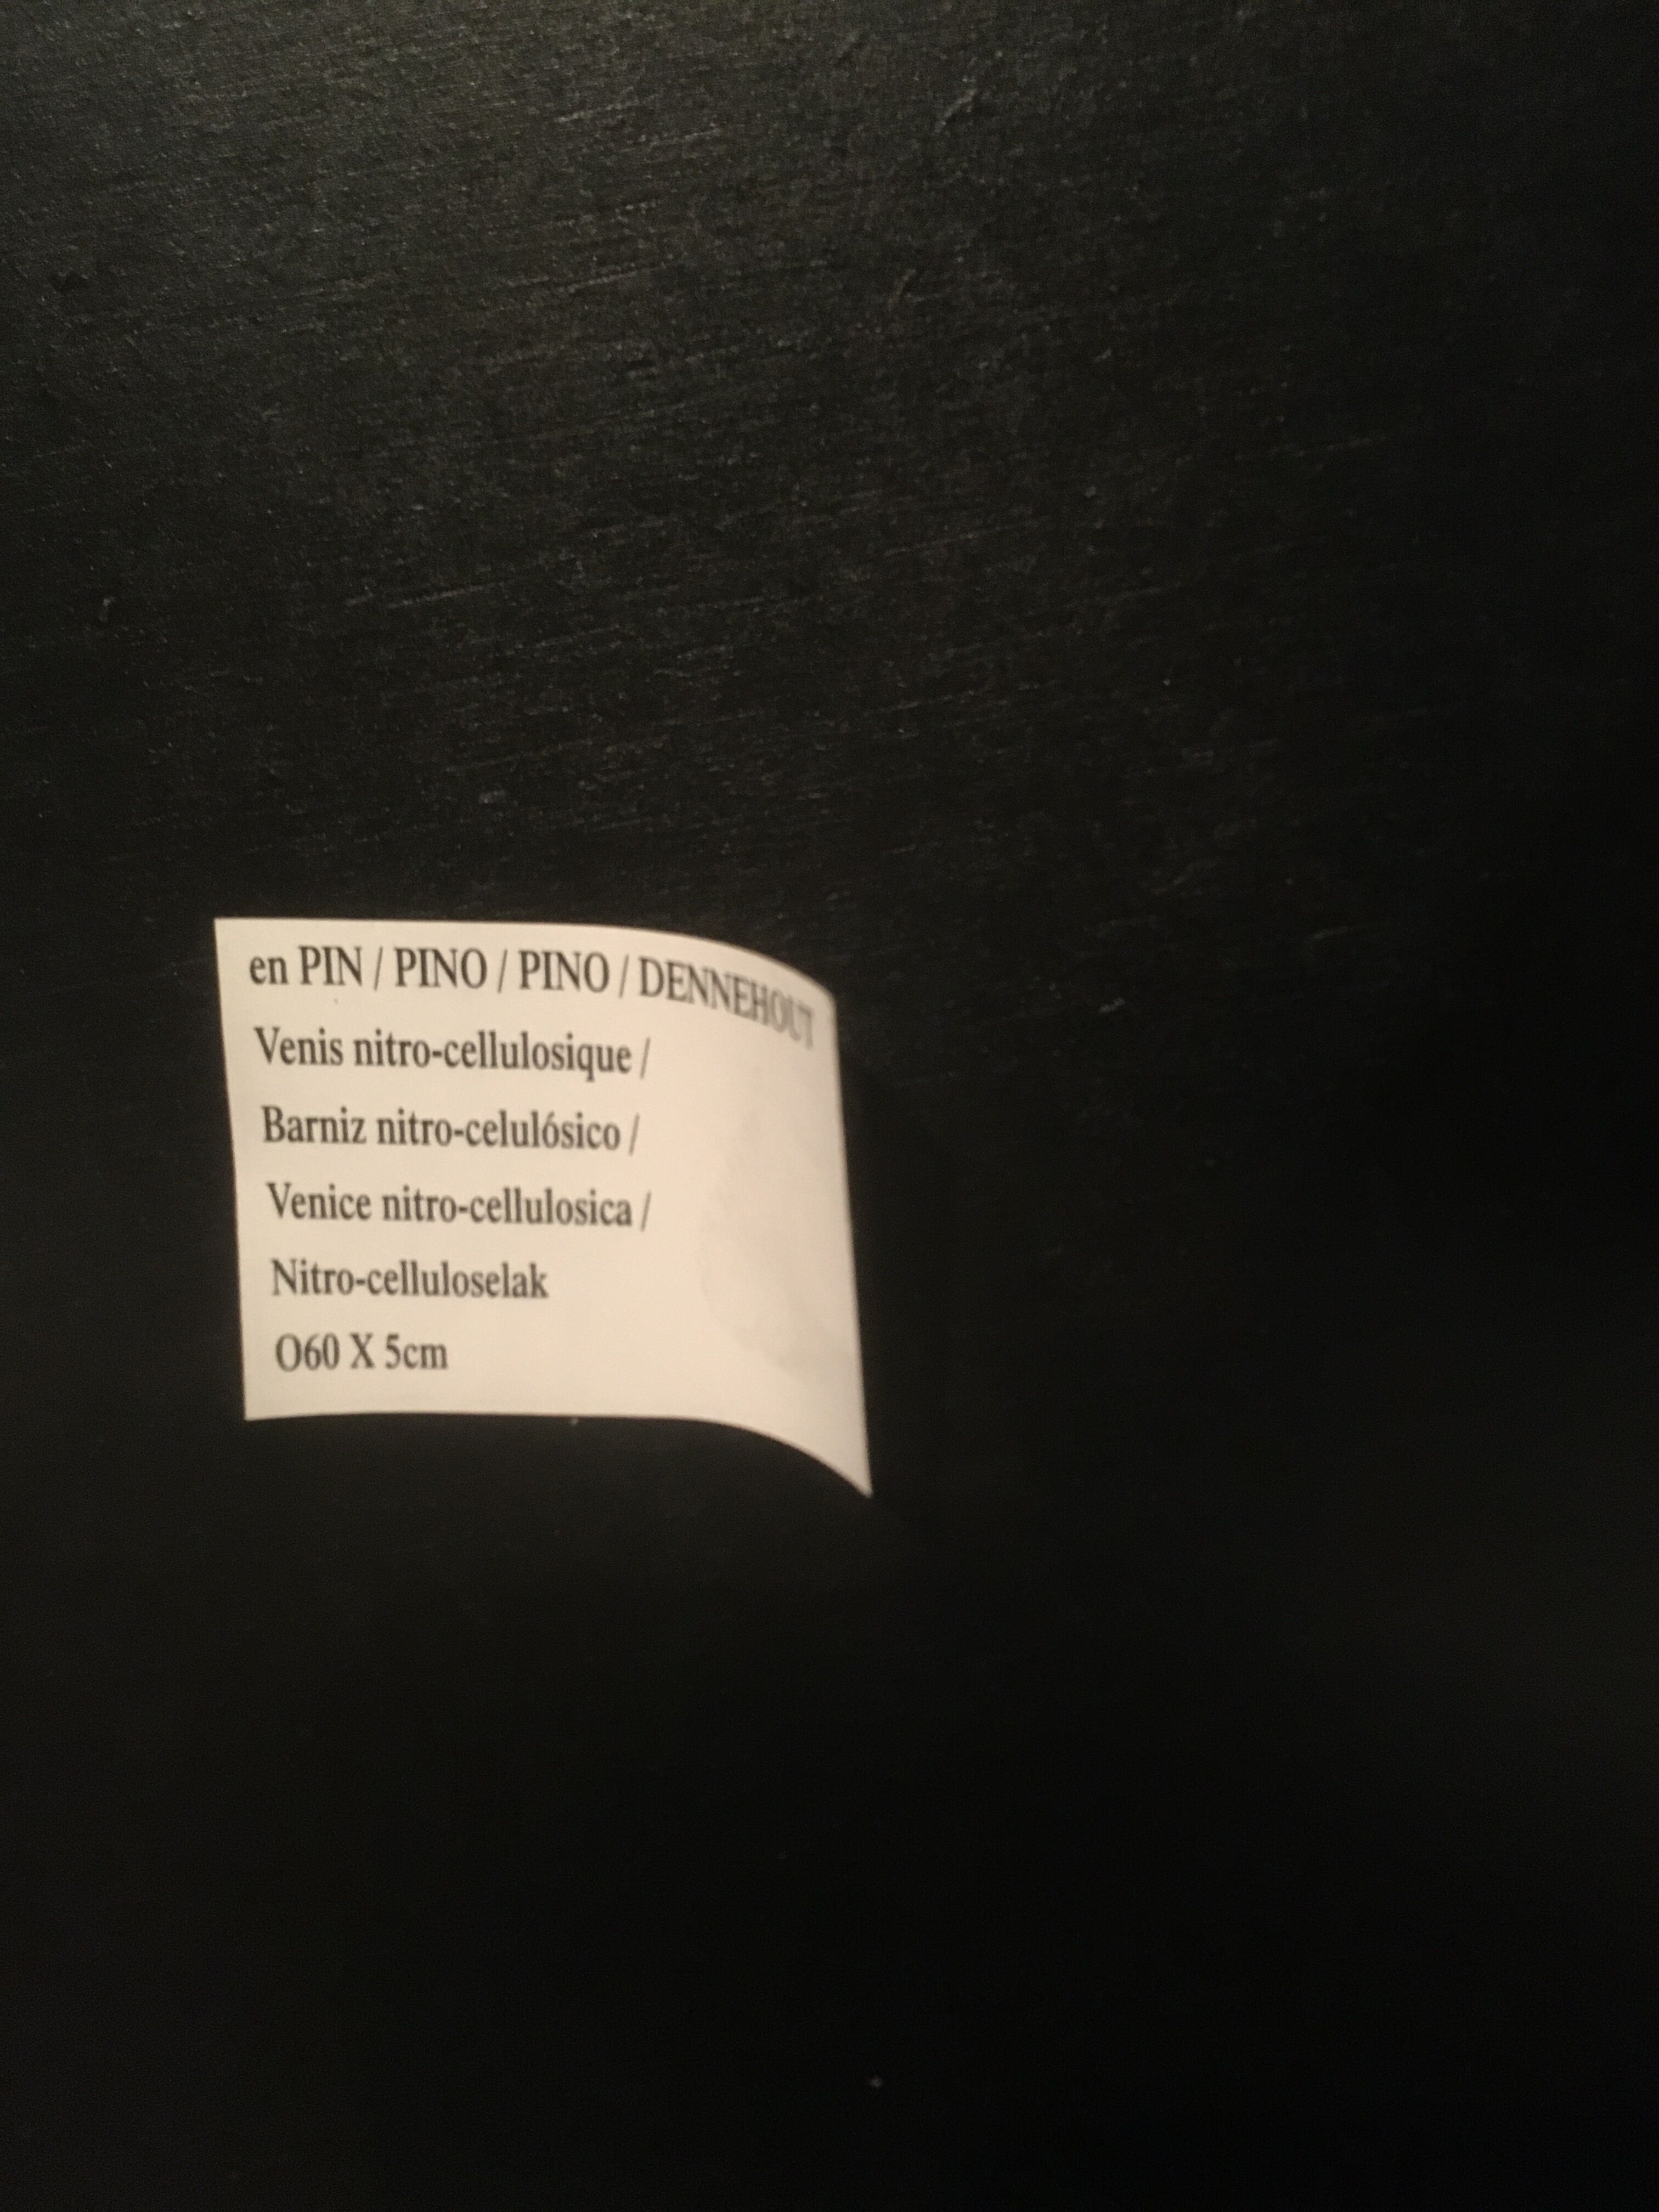 en PIN / PINO / PINO / DENNEHOUT
Venis nitro-cellulosique /
Barniz nitro-celulósico /
Venice nitro-cellulosica /
Nitro-celluloselak
O60 X 5cm